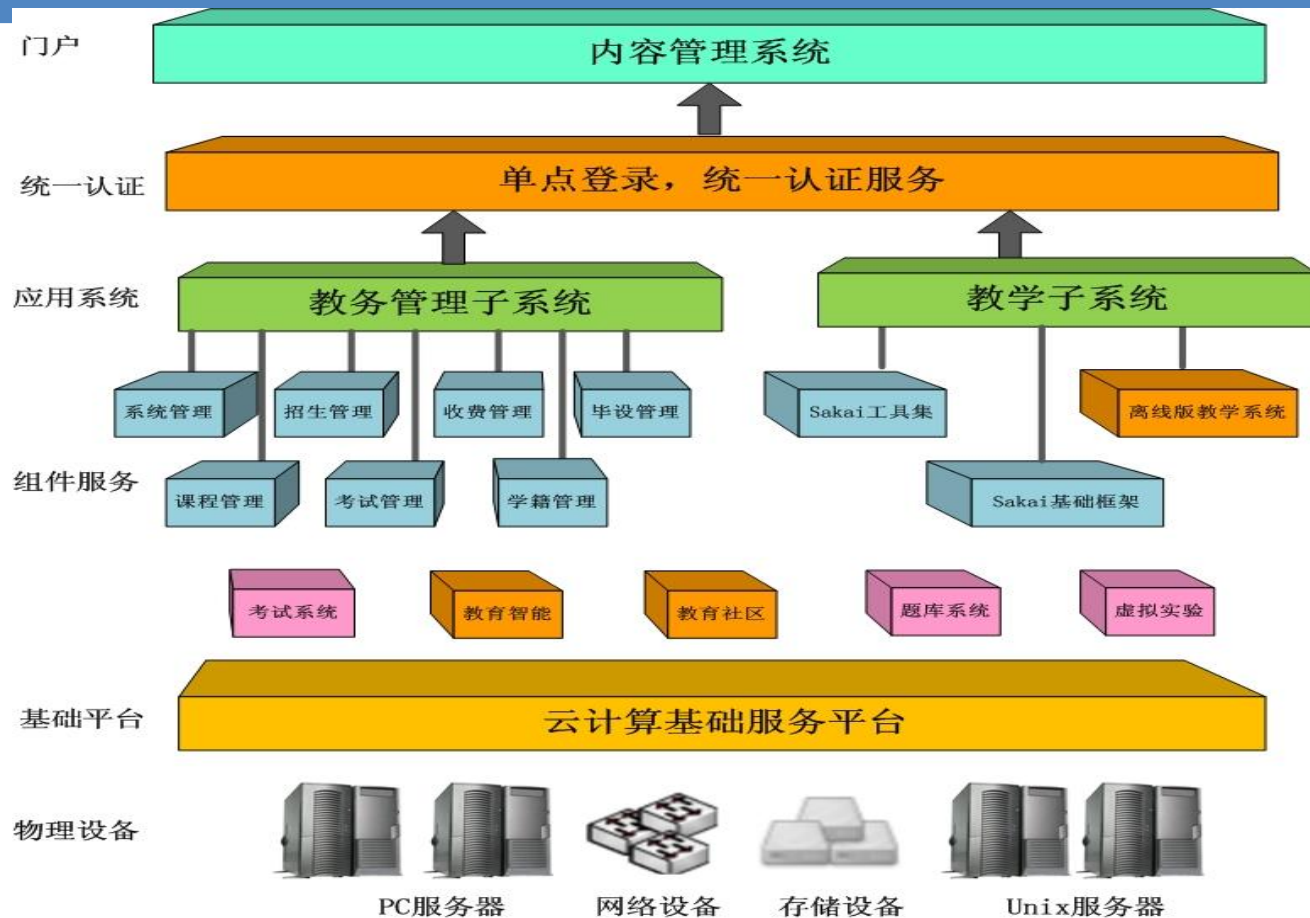 门户
内容管理系统
统一认证
单点登录，统一认证服务
应用系统
教务管理子系统
教学子系统
系统管理
招生管理
收费管理
毕设管理
Sakai工具集
离线版教学系统
组件服务
课程管理
考试管理
学籍管理
Sakai基础框架
考试系统
教育智能
教育社区
题库系统
虚拟实验
基础平台
云计算基础服务平台
物理设备
PC服务器
网络设备
存储设备
Unix服务器